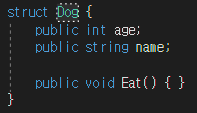 struct Dog {
public int age;
public string name;
public void Eat() { }
}